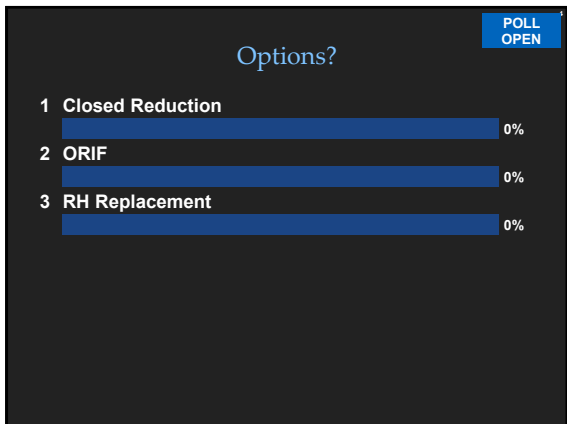 POLL
OPEN
Options?
1 Closed Reduction
0%
2 ORIF
0%
3 RH Replacement
0%